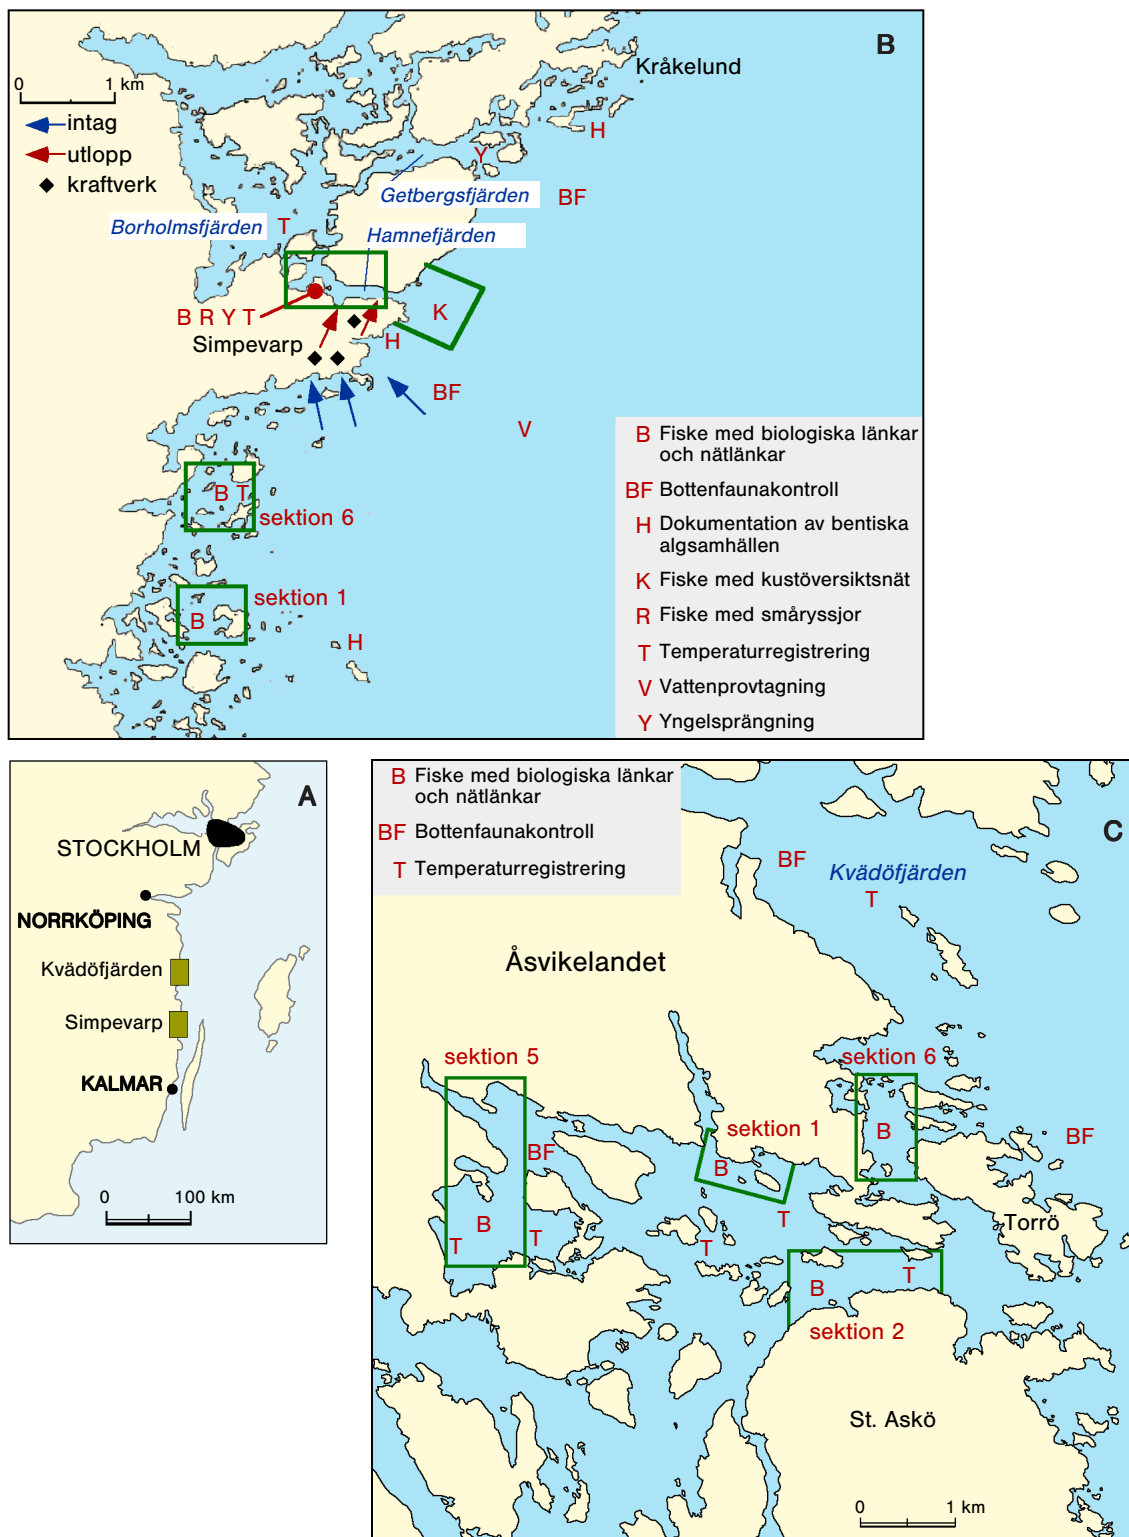 B
Kråkelund
0 1 km
intag
utlopp
kraftverk
H
Y
Getbergsfjärden
BF
Borholmsfjärden
T
Hamnefjärden
K
B R Y T
Simpevarp
H
BF
V
B T
sektion 6
sektion 1
B
H
B Fiske med biologiska länkar
och nätlänkar
BF Bottenfaunakontroll
H Dokumentation av bentiska
algsamhällen
K Fiske med kustöversiktsnät
R Fiske med småryssjor
T Temperaturregistrering
V Vattenprovtagning
Y Yngelsprängning
A
STOCKHOLM
NORRKÖPING
Kvädöfjärden
Simpevarp
KALMAR
0 100 km
B Fiske med biologiska länkar
och nätlänkar
BF Bottenfaunakontroll
T Temperaturregistrering
C
BF
Kvädöfjärden
T
Åsvikelandet
sektion 5
sektion 6
sektion 1
B
BF
BF
B
B
T
T
T
T
Torrö
B
T
sektion 2
St. Askö
0 1 km